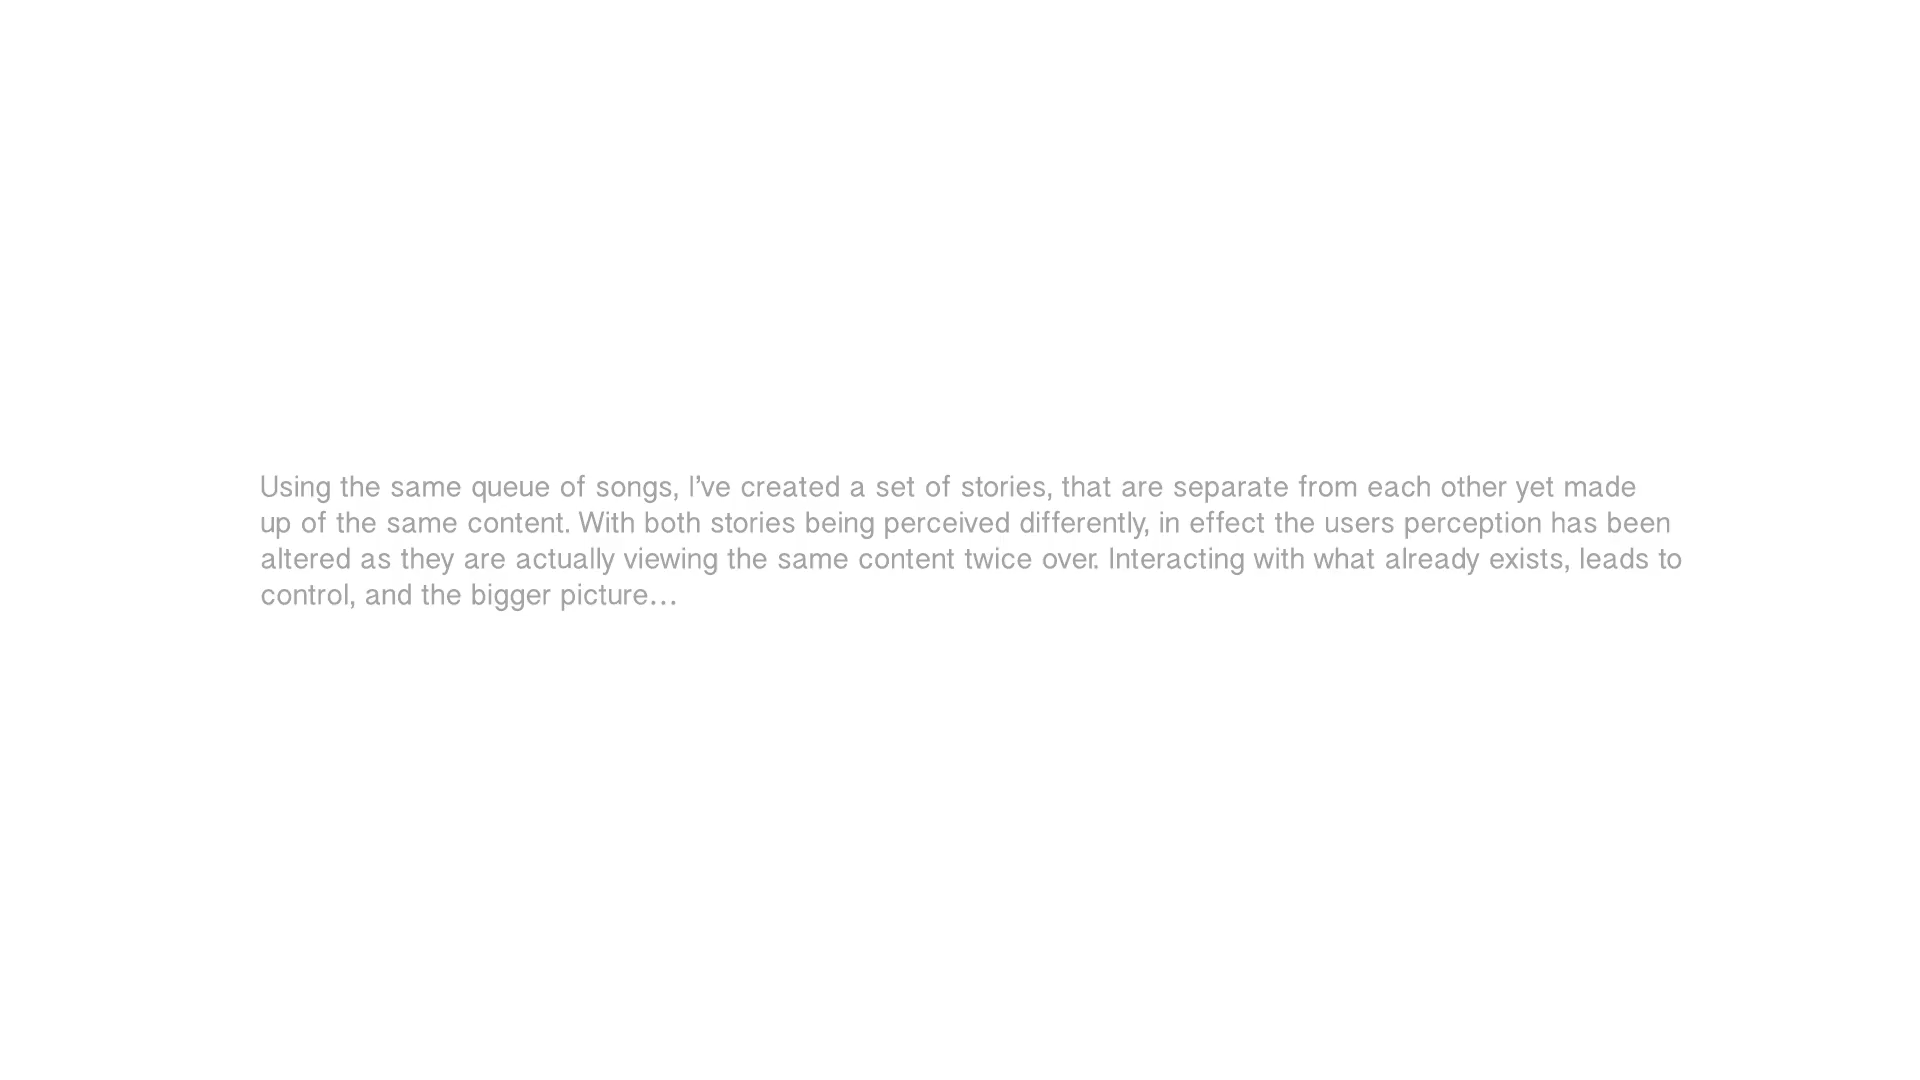 Using the same queue of songs, I’ve created a set of stories, that are separate from each other yet made
up of the same content. With both stories being perceived differently, in effect the users perception has been
altered as they are actually viewing the same content twice over. Interacting with what already exists, leads to
control, and the bigger picture…